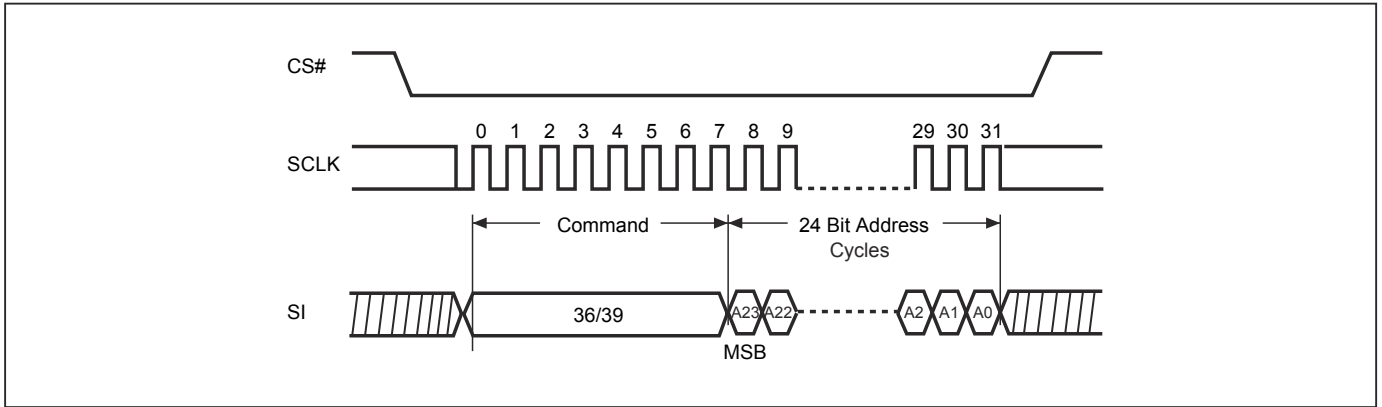 CS#
0 1 2 3 4 5 6 7 8 9 29 30 31
SCLK
Command 24 Bit Address
Cycles
SI 36/39 A23 A22 A2 A1 A0
MSB